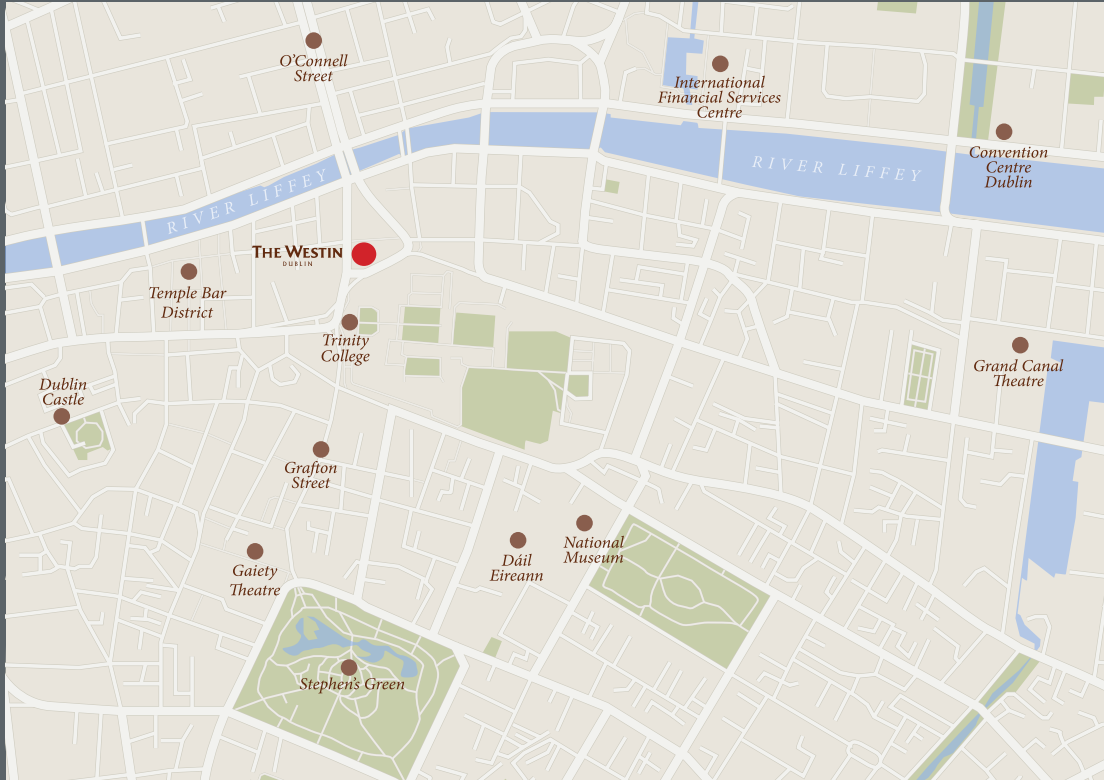 O'Connell
Street
International
Financial Services
Centre
Convention
Centre
Dublin
RIVER LIFFEY
RIVER LIFFEY
THE WESTIN
DUBLIN
Temple Bar
District
Trinity
College
Grand Canal
Theatre
Dublin
Castle
Grafton
Street
National
Museum
Dáil
Eireann
Gaiety
Theatre
Stephen's Green